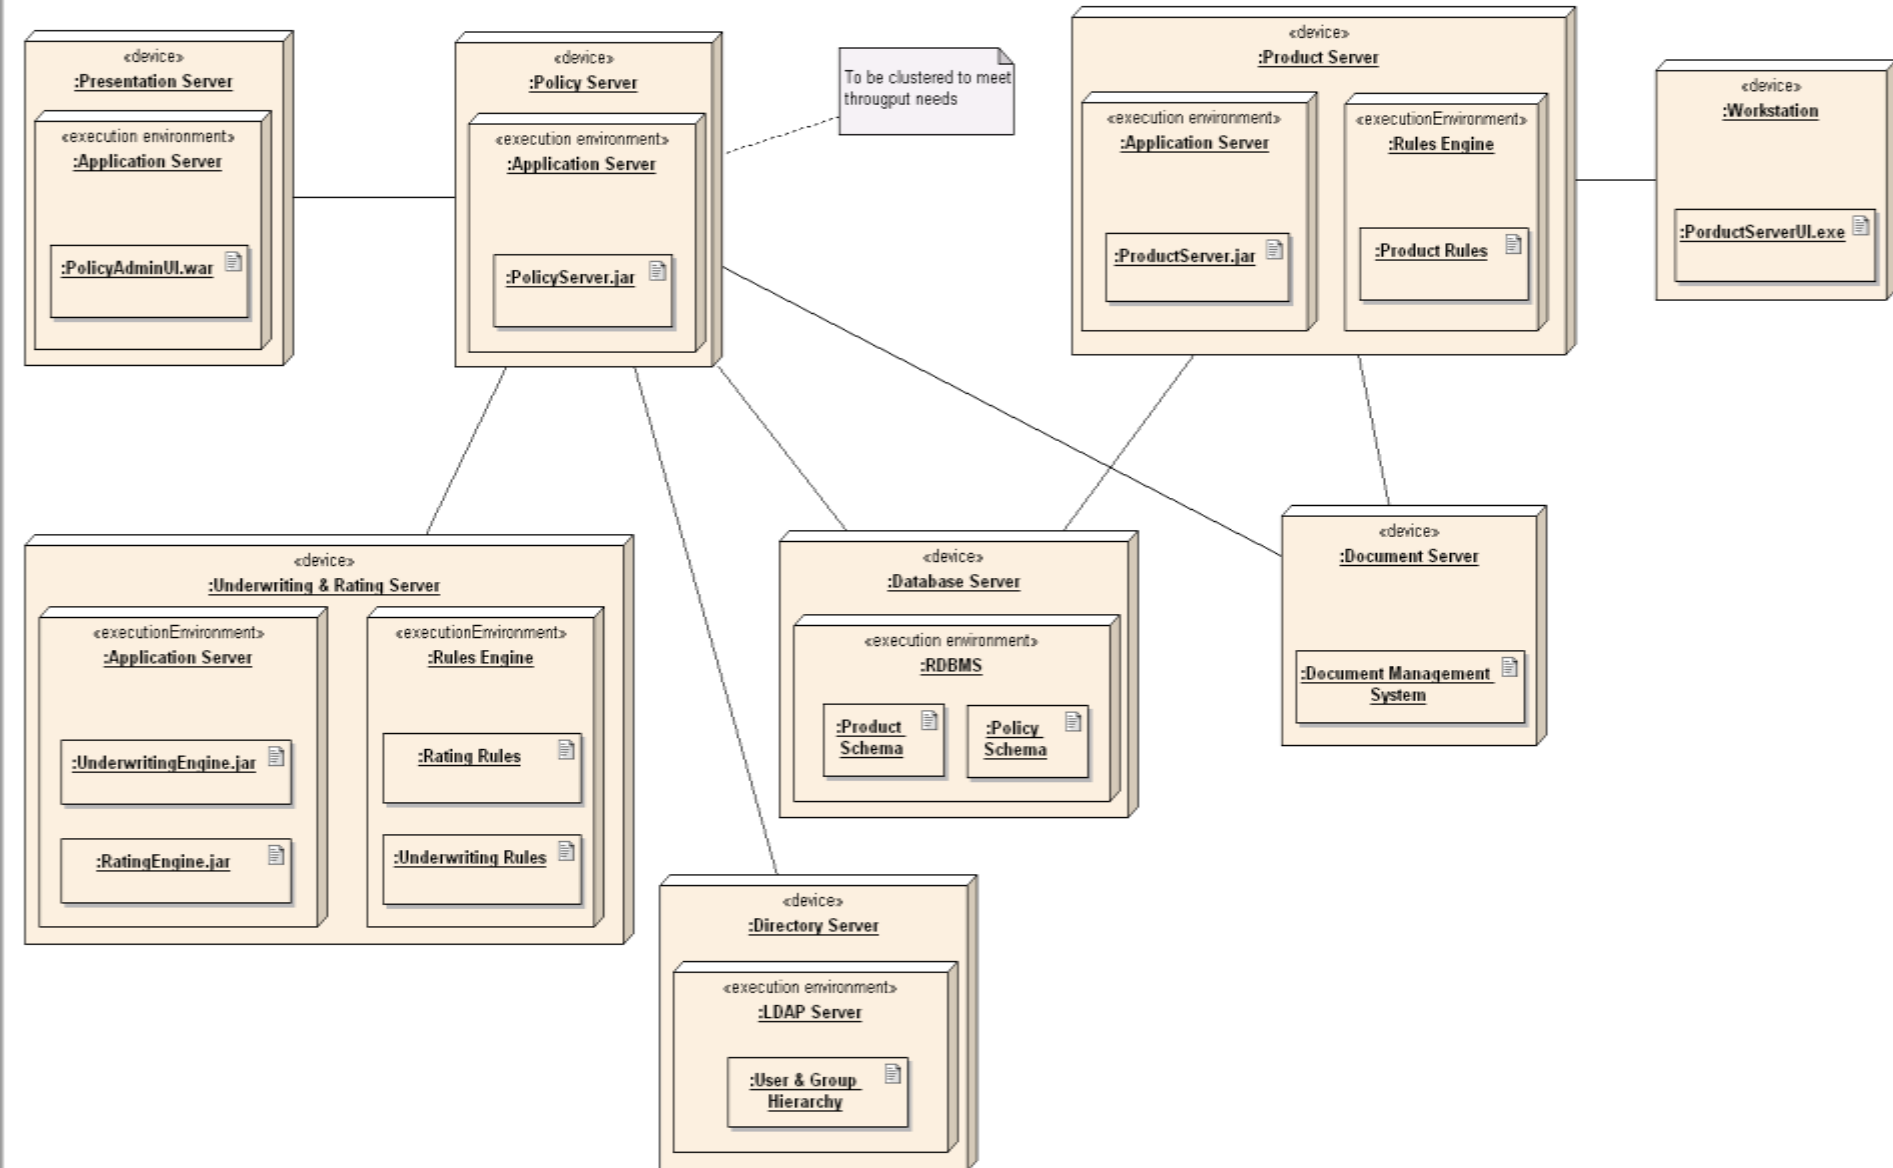 «device»
:Presentation Server
«execution environment»
:Application Server
:PolicyAdminUI.war
«device»
:Policy Server
«execution environment»
:Application Server
:PolicyServer.jar
To be clustered to meet
througput needs
«device»
:Product Server
«execution environment»
:Application Server
:ProductServer.jar
«executionEnvironment»
:Rules Engine
:Product Rules
«device»
:Workstation
:PorductServerUI.exe
«device»
:Underwriting & Rating Server
«executionEnvironment»
:Application Server
:UnderwritingEngine.jar
:RatingEngine.jar
«executionEnvironment»
:Rules Engine
:Rating Rules
:Underwriting Rules
«device»
:Database Server
«execution environment»
:RDBMS
:Product
Schema
:Policy
Schema
«device»
:Document Server
:Document Management
System
«device»
:Directory Server
«execution environment»
:LDAP Server
:User & Group
Hierarchy